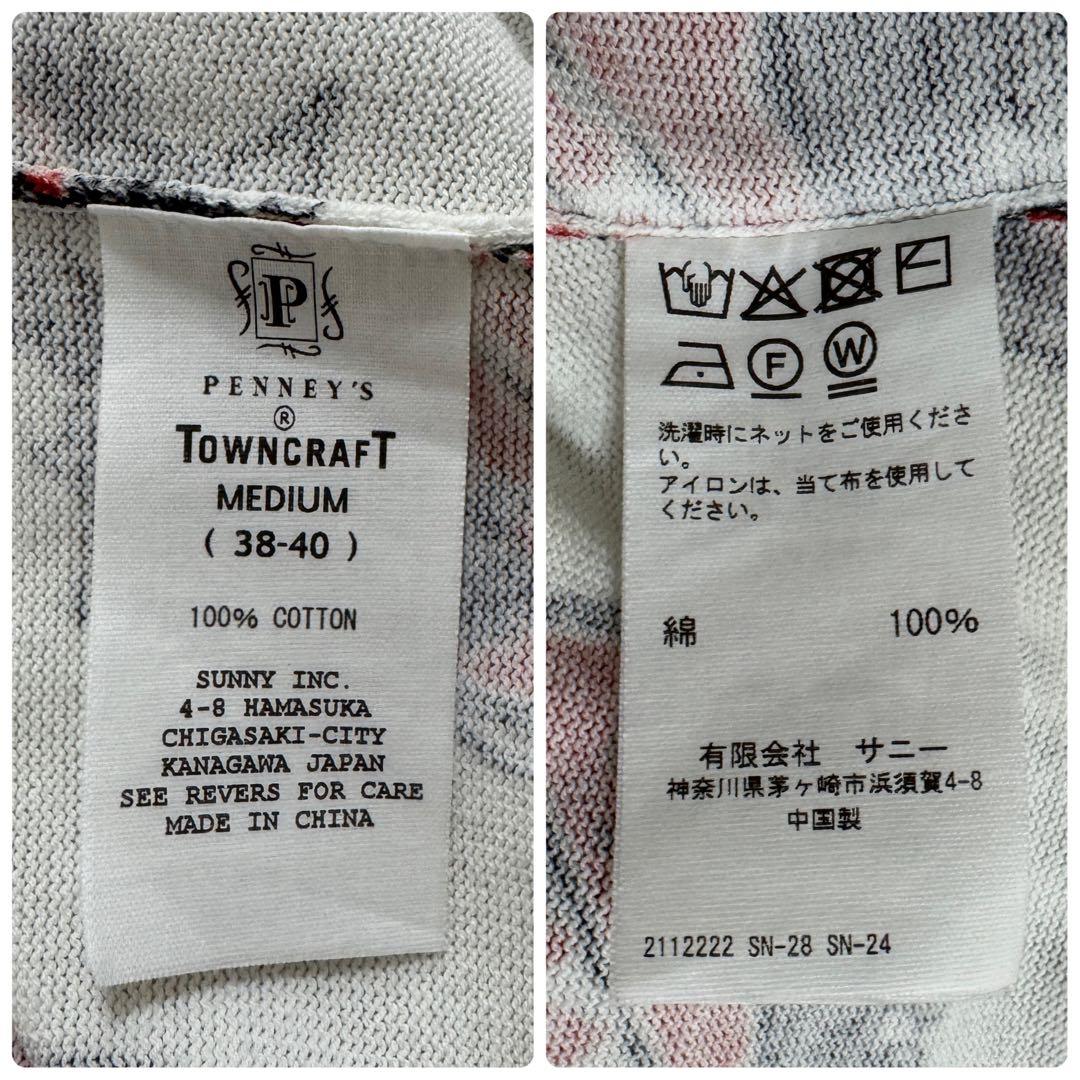 P
PENNEY'S
®
TOWNCRAFT
MEDIUM
( 38-40 )
100% COTTON
SUNNY INC.
4-8 HAMASUKA
CHIGASAKI-CITY
KANAGAWA JAPAN
SEE REVERS FOR CARE
MADE IN CHINA
F W
洗濯時にネットをご使用くださ
い。
アイロンは、当て布を使用して
ください。
綿 100%
有限会社 サニー
神奈川県茅ヶ崎市浜須賀4-8
中国製
2112222 SN-28 SN-24